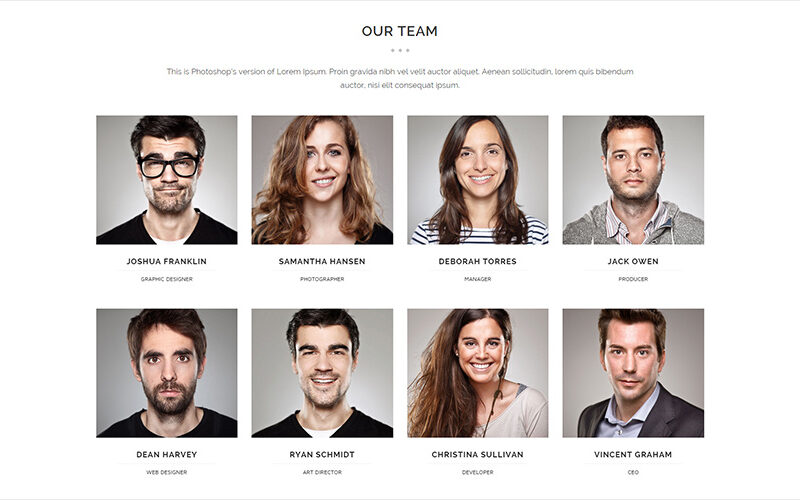 OUR TEAM
This is Photoshop's version of Lorem Ipsum. Proin gravida nibh vel velit auctor aliquet. Aenean sollicitudin, lorem quis bibendum
auctor, nisi elit consequat ipsum.
JOSHUA FRANKLIN
SAMANTHA HANSEN
DEBORAH TORRES
JACK OWEN
GRAPHIC DESIGNER
PHOTOGRAPHER
MANAGER
PRODUCER
DEAN HARVEY
RYAN SCHMIDT
CHRISTINA SULLIVAN
VINCENT GRAHAM
WEB DESIGNER
ART DIRECTOR
DEVELOPER
CEO